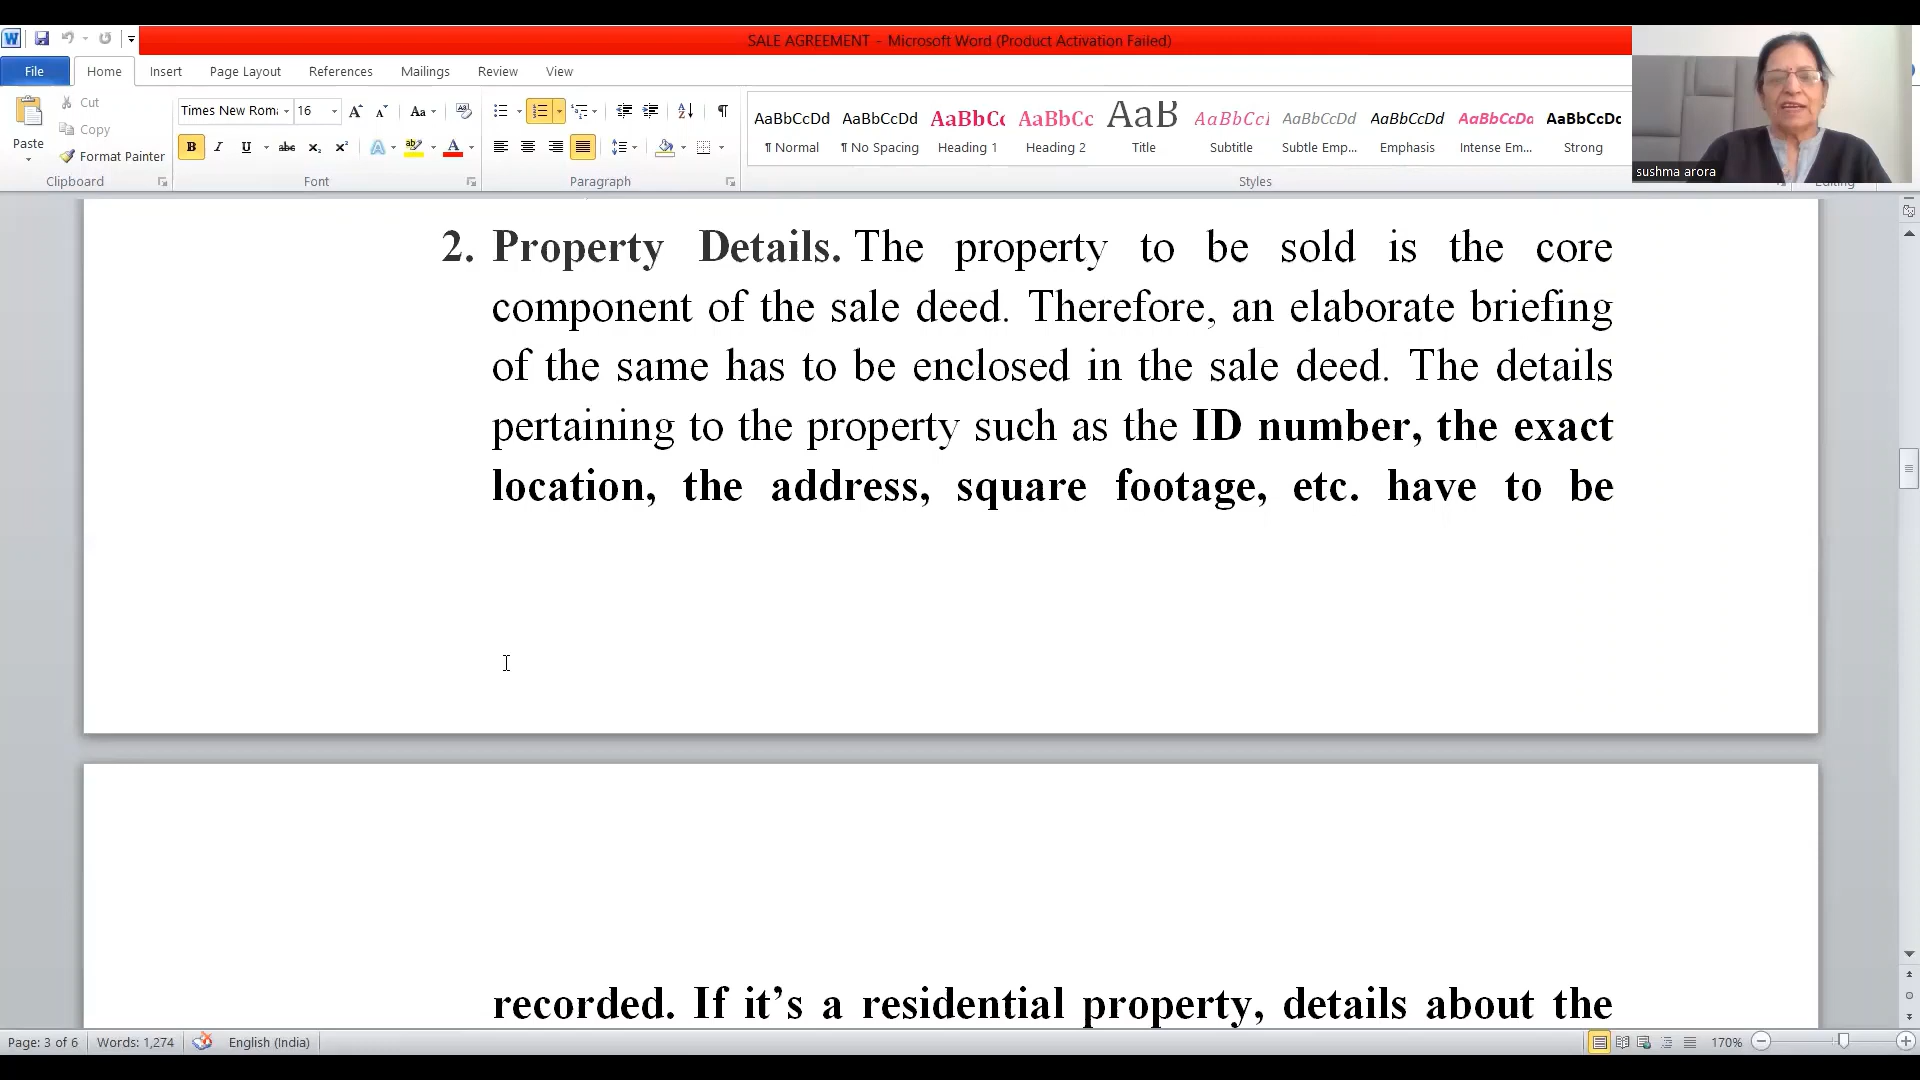 SALE AGREEMENT - Microsoft Word (Product Activation Failed)
File Home Insert Page Layout References Mailings Review View
Paste
Cut
Copy
Format Painter
Clipboard
Times New Roma 16
Font
Paragraph
AaBbCcDd AaBbCcDd AaBbCc AaBbCc AaB AaBbCcI AaBbCcDd AaBbCcDd AaBbCcDd AaBbCcDc
¶ Normal ¶ No Spacing Heading 1 Heading 2 Title Subtitle Subtle Emp... Emphasis Intense Em... Strong
Styles
Editing
sushma arora
2. Property Details. The property to be sold is the core
component of the sale deed. Therefore, an elaborate briefing
of the same has to be enclosed in the sale deed. The details
pertaining to the property such as the ID number, the exact
location, the address, square footage, etc. have to be
recorded. If it’s a residential property, details about the
Page: 3 of 6 Words: 1,274 English (India) 170%